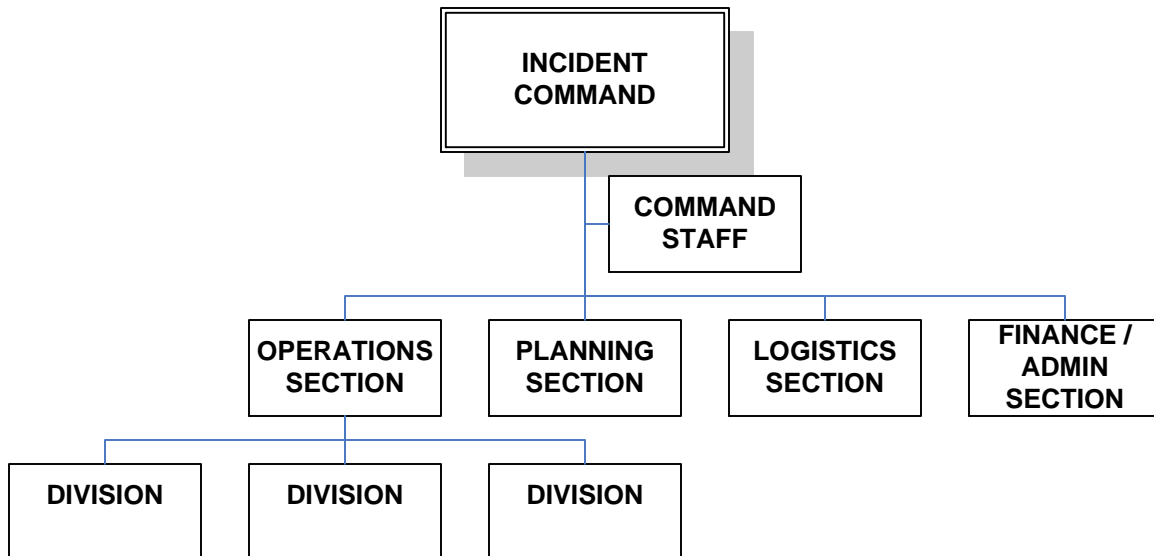 INCIDENT
COMMAND
COMMAND
STAFF
OPERATIONS
SECTION
PLANNING
SECTION
LOGISTICS
SECTION
FINANCE /
ADMIN
SECTION
DIVISION
DIVISION
DIVISION